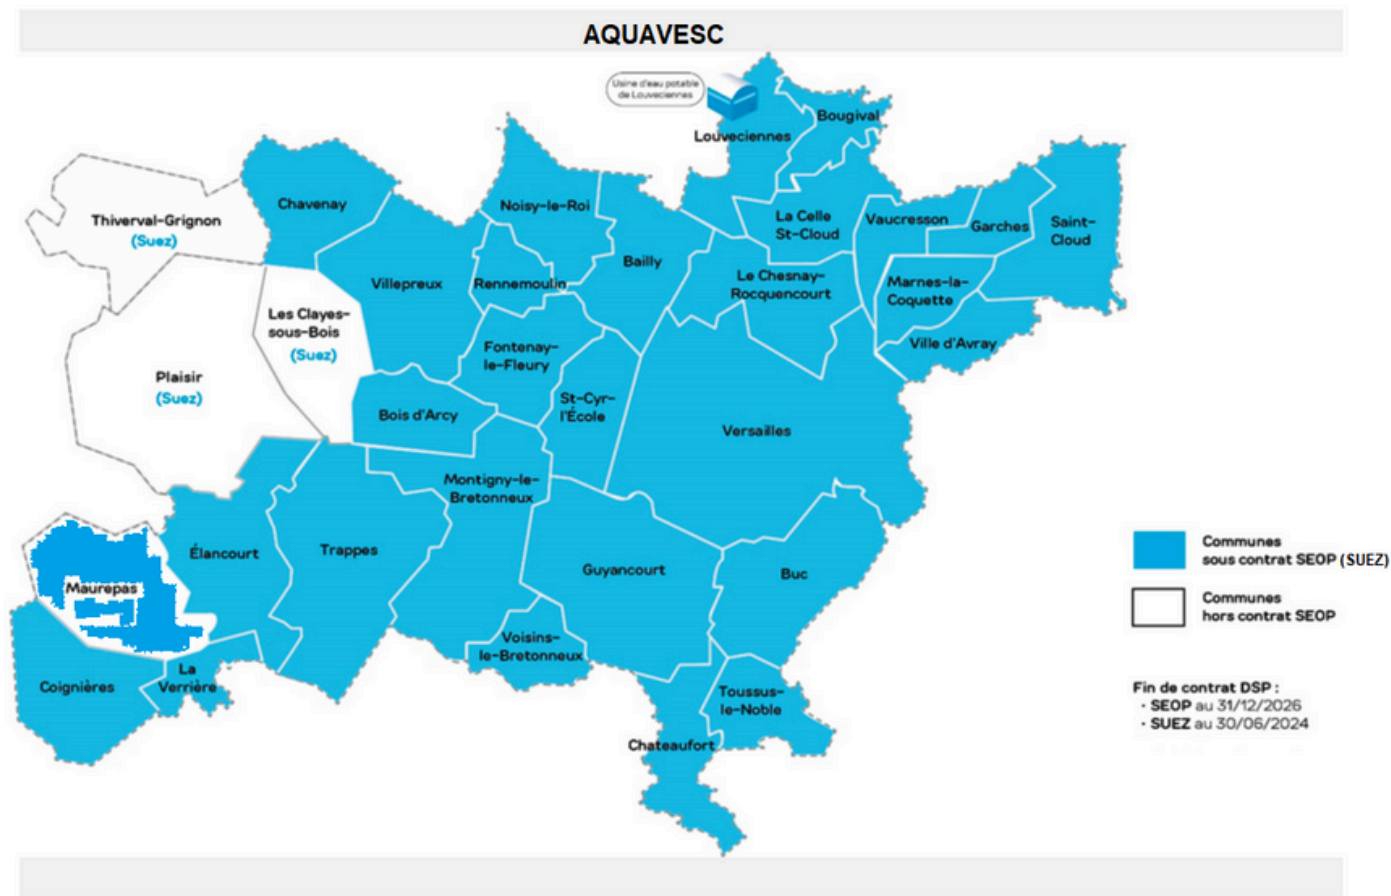 AQUAVESC
Usine d'eau potable
de Louveciennes
Louveciennes
Bougival
Thiverval-Grignon
(Suez)
Chavenay
Noisy-le-Roi
La Celle
St-Cloud
Vaucresson
Garches
Saint-
Cloud
Villepreux
Rennemoulin
Bailly
Le Chesnay-
Rocquencourt
Marnes-la-
Coquette
Les Clayes-
sous-Bois
(Suez)
Fontenay-
le-Fleury
Ville d'Avray
Plaisir
(Suez)
Bois d'Arcy
St-Cyr-
l'École
Versailles
Montigny-le-
Bretonneux
Élancourt
Trappes
Guyancourt
Buc
Maurepas
Voisins-
le-Bretonneux
Coignières
La
Verrière
Toussus-
le-Noble
Chateaufort
Communes
sous contrat SEOP (SUEZ)
Communes
hors contrat SEOP
Fin de contrat DSP :
· SEOP au 31/12/2026
· SUEZ au 30/06/2024